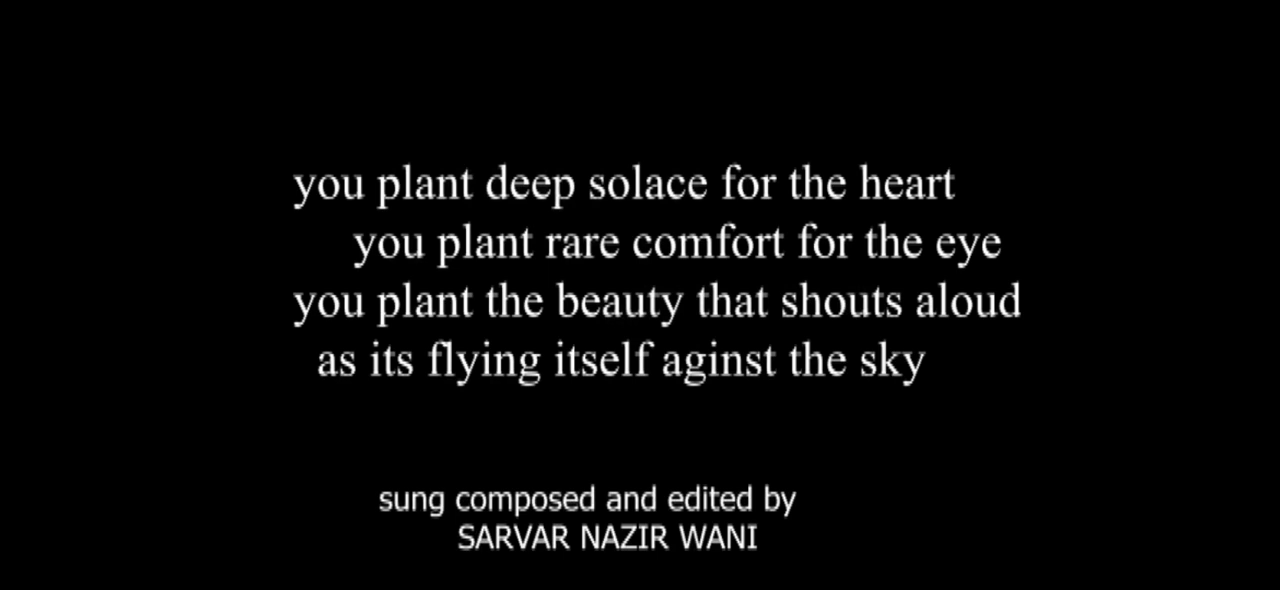 you plant deep solace for the heart
you plant rare comfort for the eye
you plant the beauty that shouts aloud
as its flying itself aginst the sky
sung composed and edited by
SARVAR NAZIR WANI